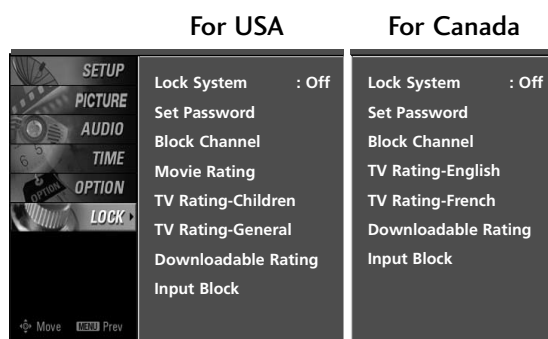 For USA
For Canada
SETUP
PICTURE
AUDIO
TIME
OPTION
LOCK
Move MENU Prev
Lock System : Off
Set Password
Block Channel
Movie Rating
TV Rating-Children
TV Rating-General
Downloadable Rating
Input Block
Lock System : Off
Set Password
Block Channel
TV Rating-English
TV Rating-French
Downloadable Rating
Input Block